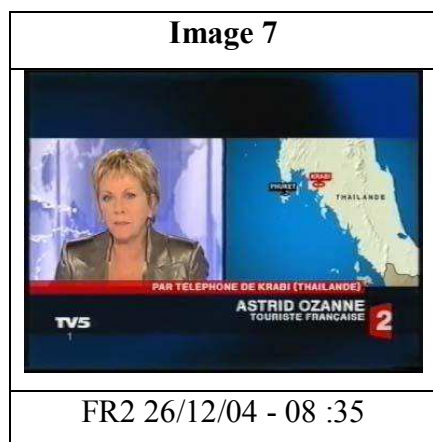 Image 7
PHUKET
KRABI
THAILANDE
PAR TELEPHONE DE KRABI (THAILANDE)
ASTRID OZANNE
TOURISTE FRANÇAISE
2
TV5
1
FR2 26/12/04 - 08 :35